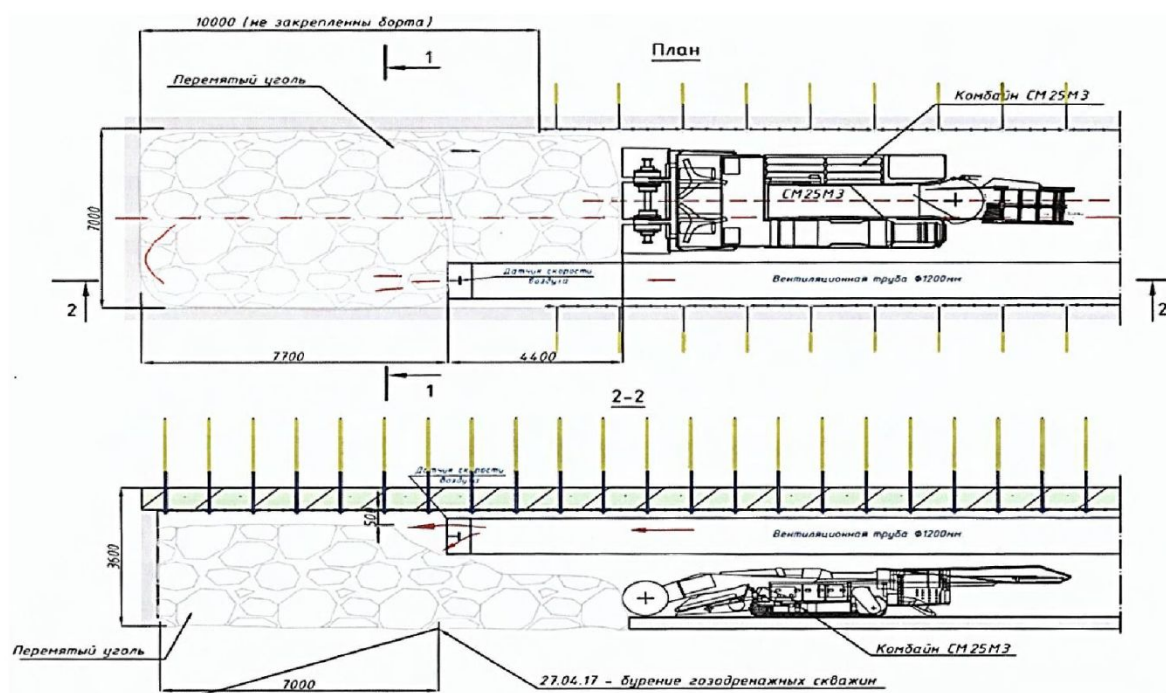 10000 (не закрепленны борта)
1
План
Перемятый уголь
Комбайн СМ25М3
7000
СМ25М3
Датчик скорости
воздуха
Вентиляционная труба Ф1200мм
2
2
7700
4400
1
2-2
Датчик скорости
воздуха
3600
Вентиляционная труба Ф1200мм
Перемятый уголь
Комбайн СМ25М3
7000
27.04.17 - бурение гозодренажных скважин